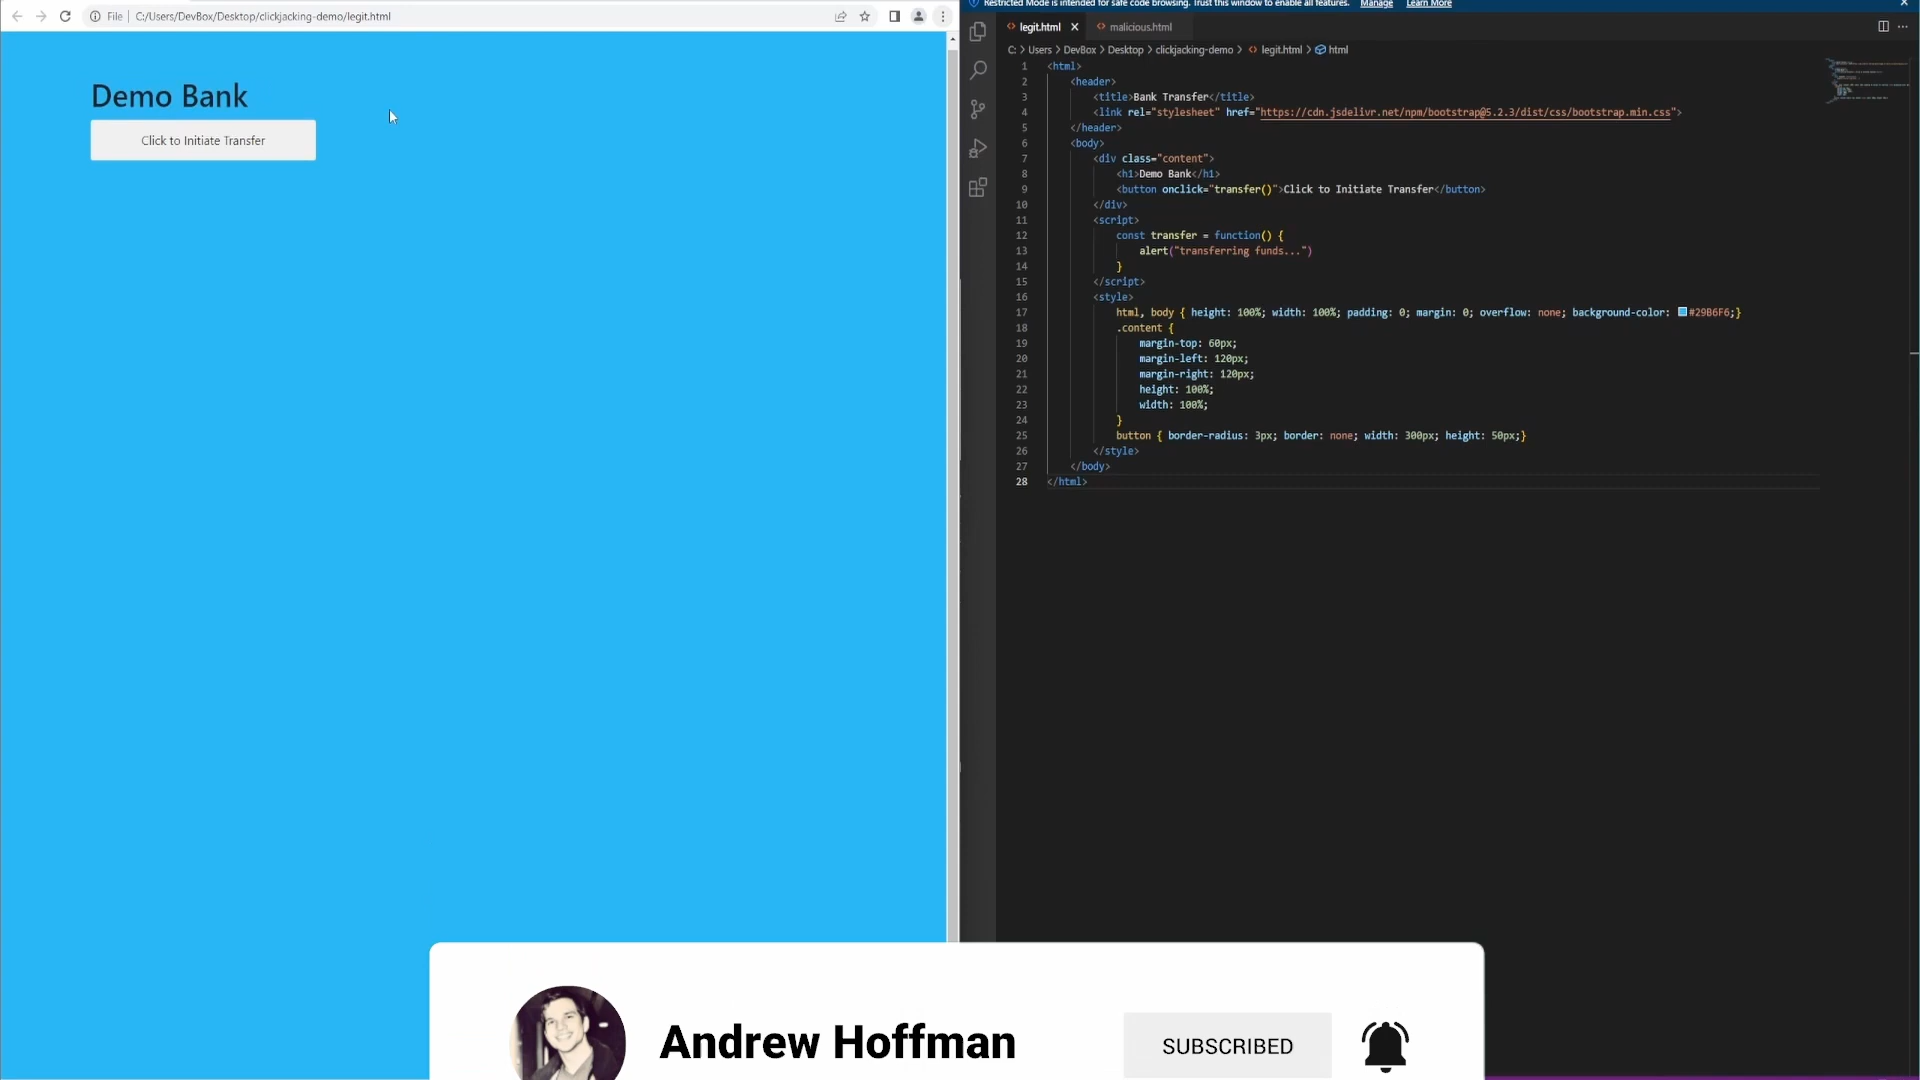 File C:/Users/DevBox/Desktop/clickjacking-demo/legit.html
Demo Bank
Click to Initiate Transfer
Restricted Mode is intended for safe code browsing. Trust this window to enable all features. Manage Learn More
legit.html malicious.html
C: > Users > DevBox > Desktop > clickjacking-demo > legit.html > html
1 <html>
2 <header>
3 <title>Bank Transfer</title>
4 <link rel="stylesheet" href="https://cdn.jsdelivr.net/npm/bootstrap@5.2.3/dist/css/bootstrap.min.css">
5 </header>
6 <body>
7 <div class="content">
8 <h1>Demo Bank</h1>
9 <button onclick="transfer()">Click to Initiate Transfer</button>
10 </div>
11 <script>
12 const transfer = function() {
13 alert("transferring funds...")
14 }
15 </script>
16 <style>
17 html, body { height: 100%; width: 100%; padding: 0; margin: 0; overflow: none; background-color: #29B6F6;}
18 .content {
19 margin-top: 60px;
20 margin-left: 120px;
21 margin-right: 120px;
22 height: 100%;
23 width: 100%;
24 }
25 button { border-radius: 3px; border: none; width: 300px; height: 50px;}
26 </style>
27 </body>
28 </html>
Andrew Hoffman
SUBSCRIBED